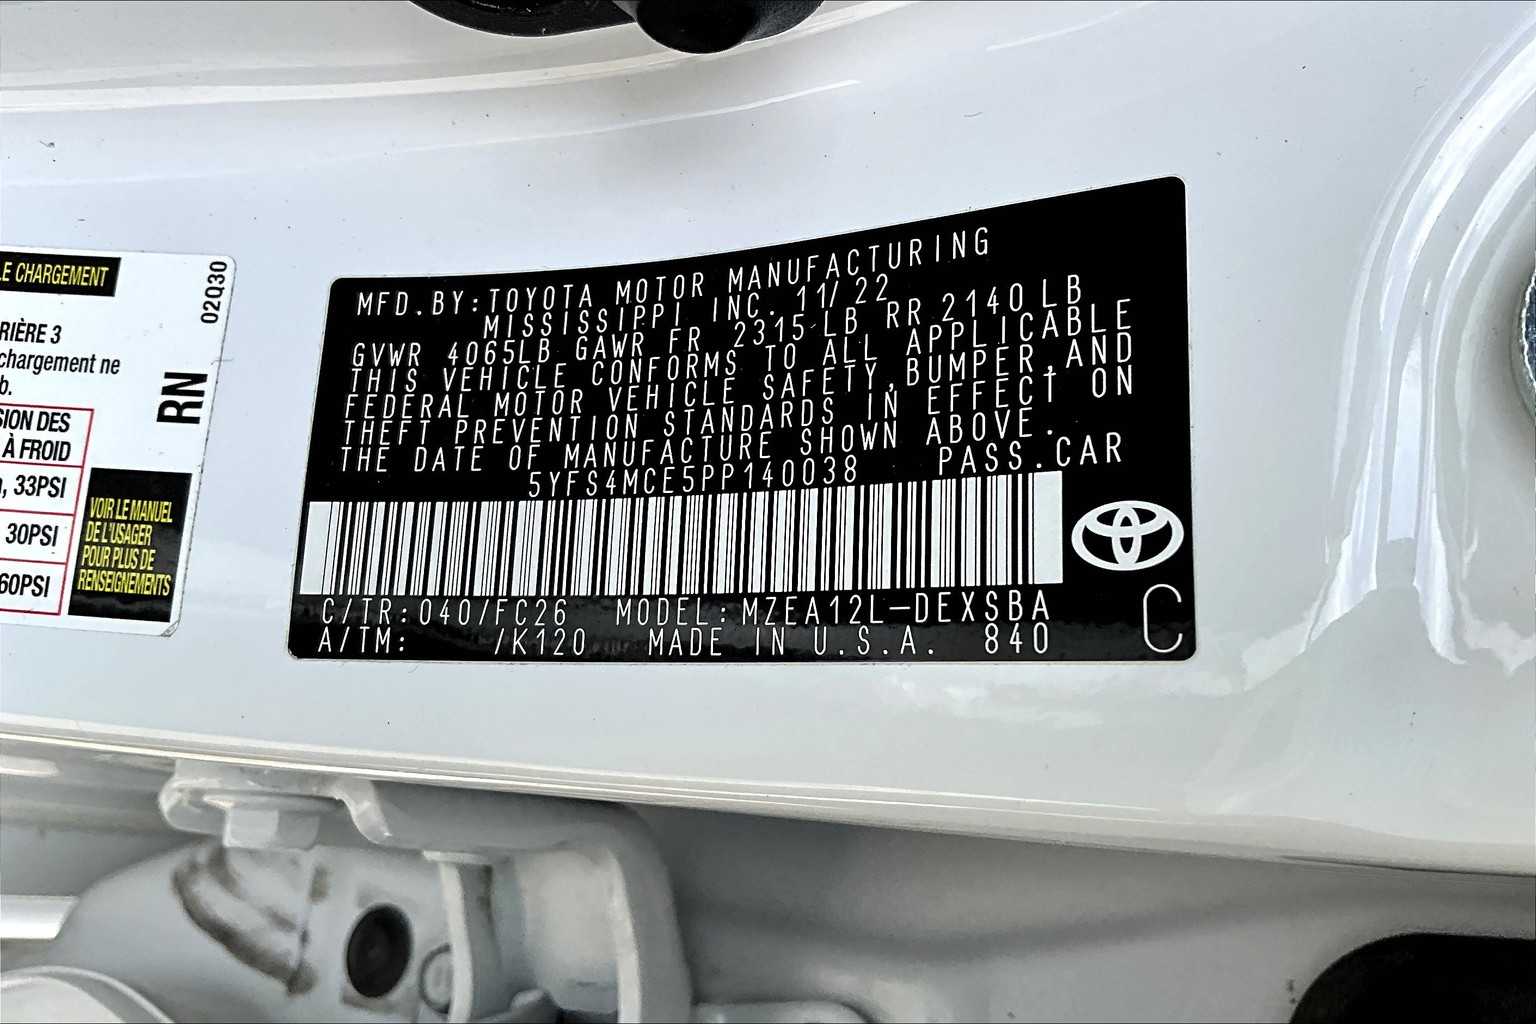 LE CHARGEMENT
02Q30
RIÈRE 3
chargement ne
b.
RN
SION DES
À FROID
, 33PSI
30PSI
60PSI
VOIR LE MANUEL
DE L'USAGER
POUR PLUS DE
RENSEIGNEMENTS
MFD.BY:TOYOTA MOTOR MANUFACTURING
MISSISSIPPI INC. 11/22
GVWR 4065LB GAWR FR 2315 LB RR 2140 LB
THIS VEHICLE CONFORMS TO ALL APPLICABLE
FEDERAL MOTOR VEHICLE SAFETY,BUMPER,AND
THEFT PREVENTION STANDARDS IN EFFECT ON
THE DATE OF MANUFACTURE SHOWN ABOVE.
5YFS4MCE5PP140038 PASS.CAR
C/TR:040/FC26 MODEL:MZEA12L-DEXSBA
A/TM: /K120 MADE IN U.S.A. 840
C